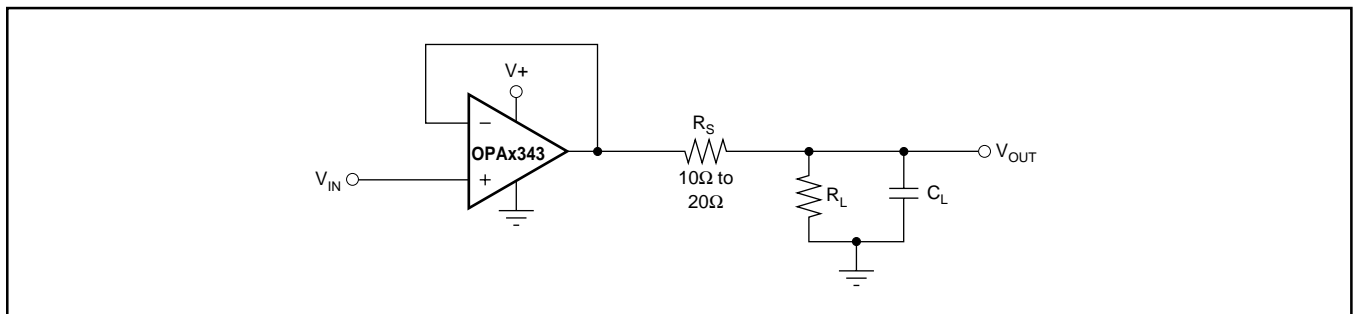 V+
−
OPAx343
+
V_IN
R_S
10Ω to
20Ω
V_OUT
R_L
C_L